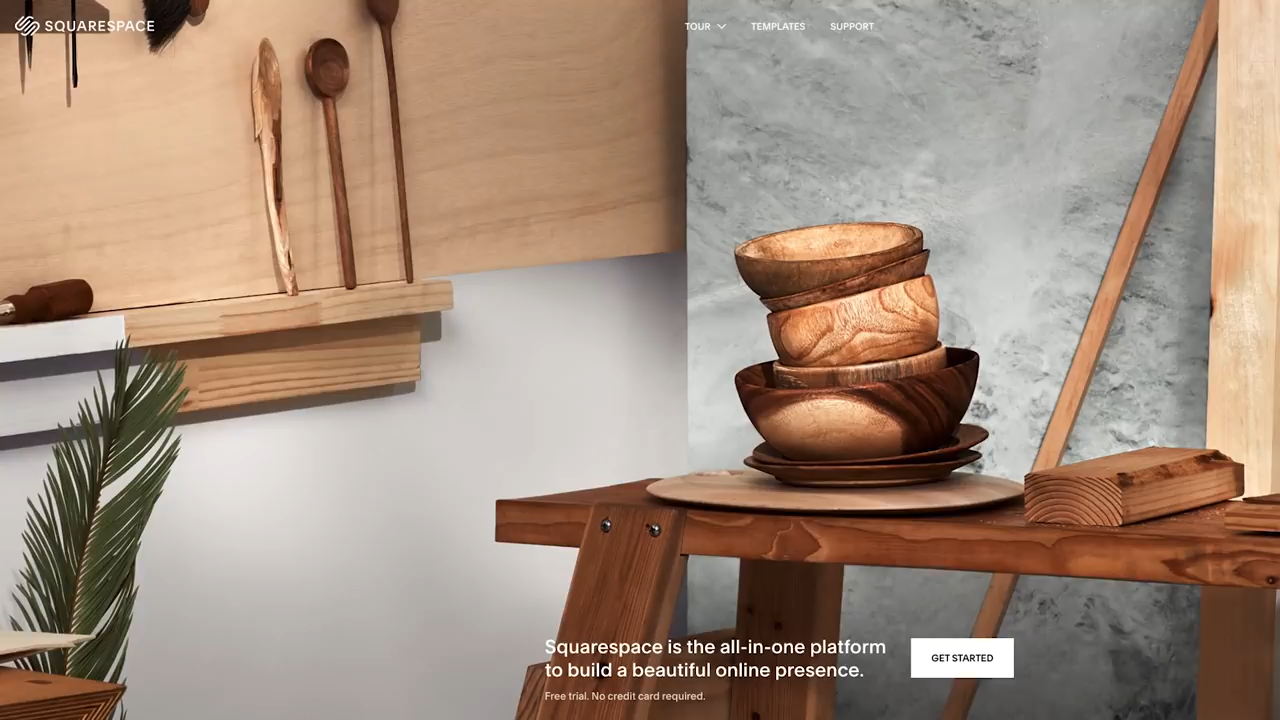 SQUARESPACE
TOUR
TEMPLATES
SUPPORT
Squarespace is the all-in-one platform
to build a beautiful online presence.
GET STARTED
Free trial. No credit card required.